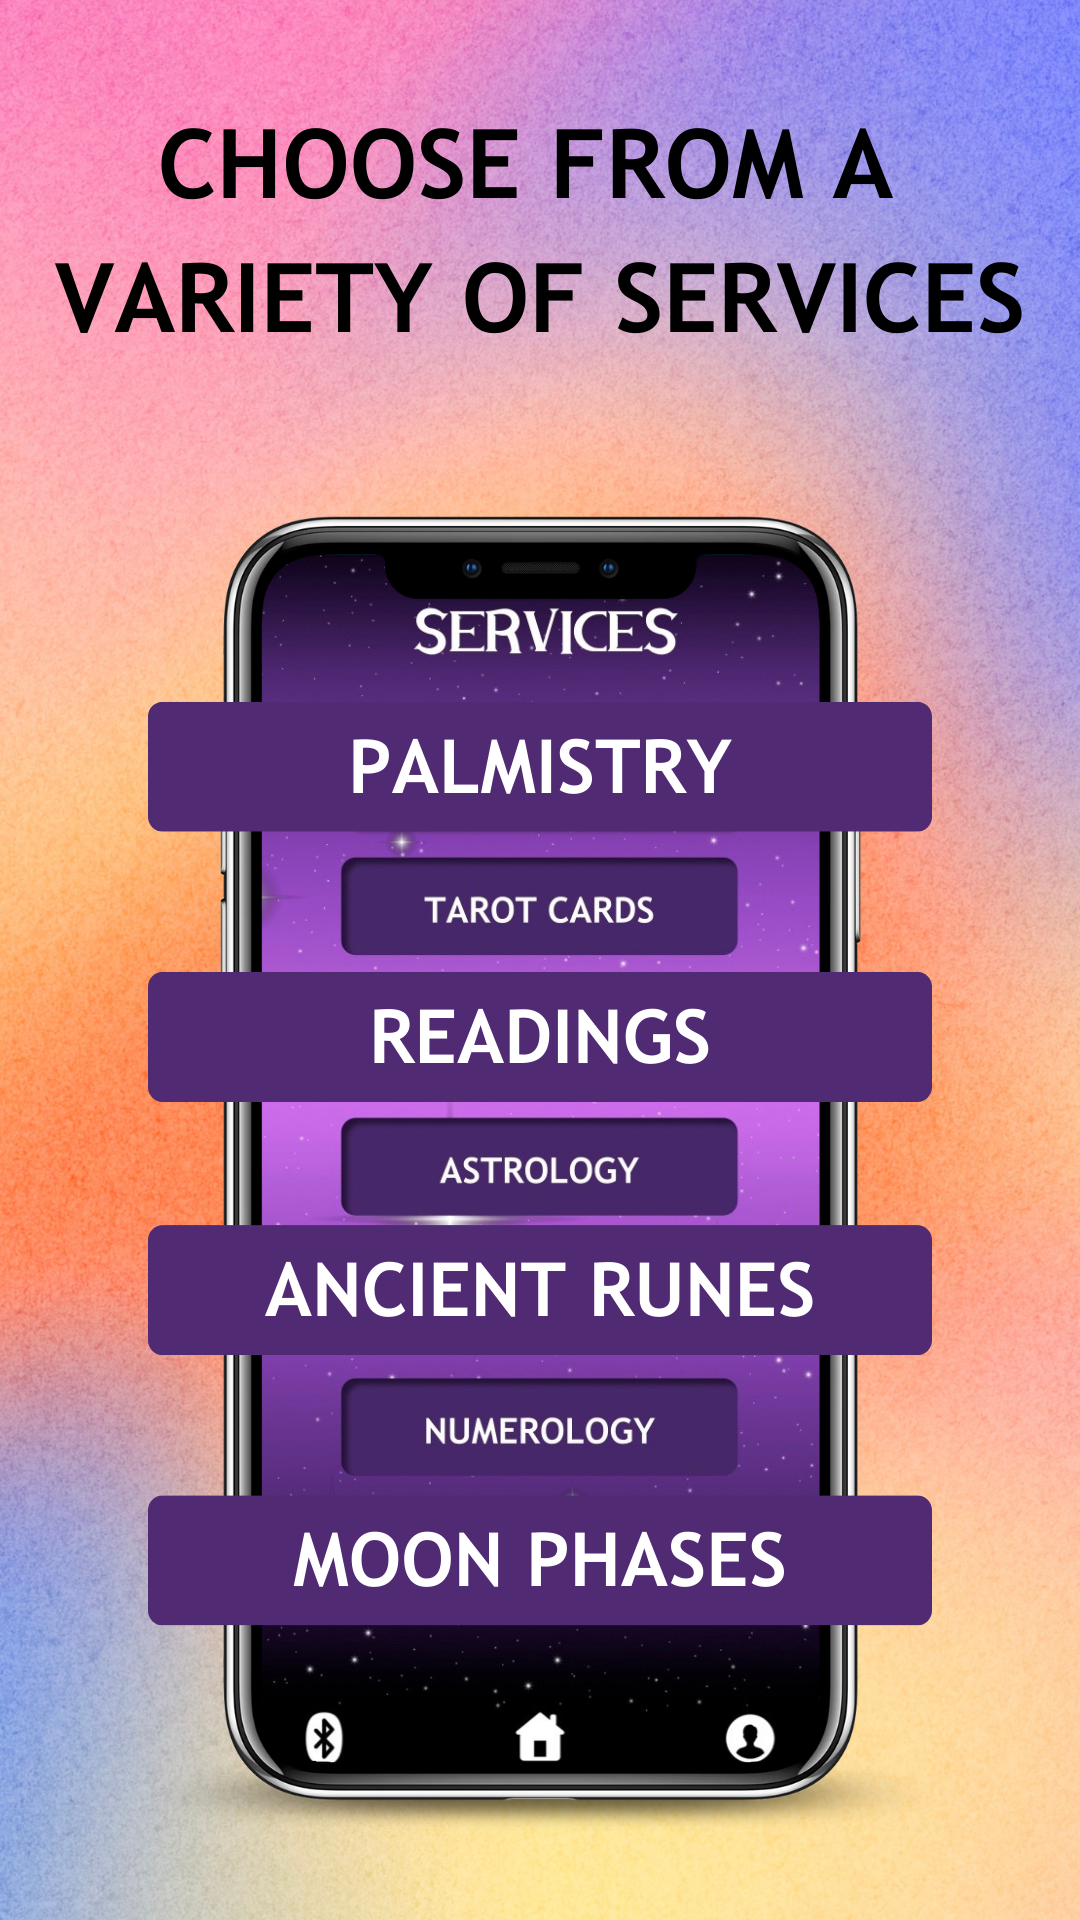 CHOOSE FROM A
VARIETY OF SERVICES
SERVICES
PALMISTRY
TAROT CARDS
READINGS
ASTROLOGY
ANCIENT RUNES
NUMEROLOGY
MOON PHASES